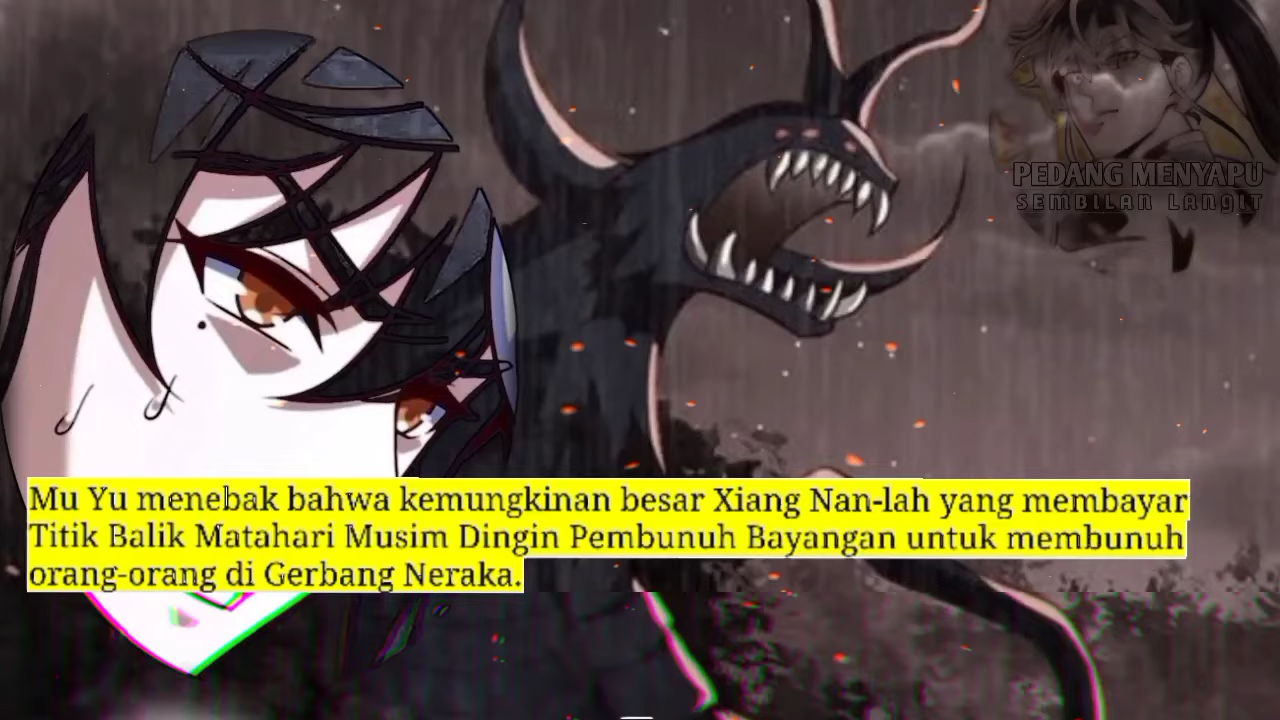 PEDANG MENYAPU
SEMBILAN LANGIT
Mu Yu menebak bahwa kemungkinan besar Xiang Nan-lah yang membayar
Titik Balik Matahari Musim Dingin Pembunuh Bayangan untuk membunuh
orang-orang di Gerbang Neraka.